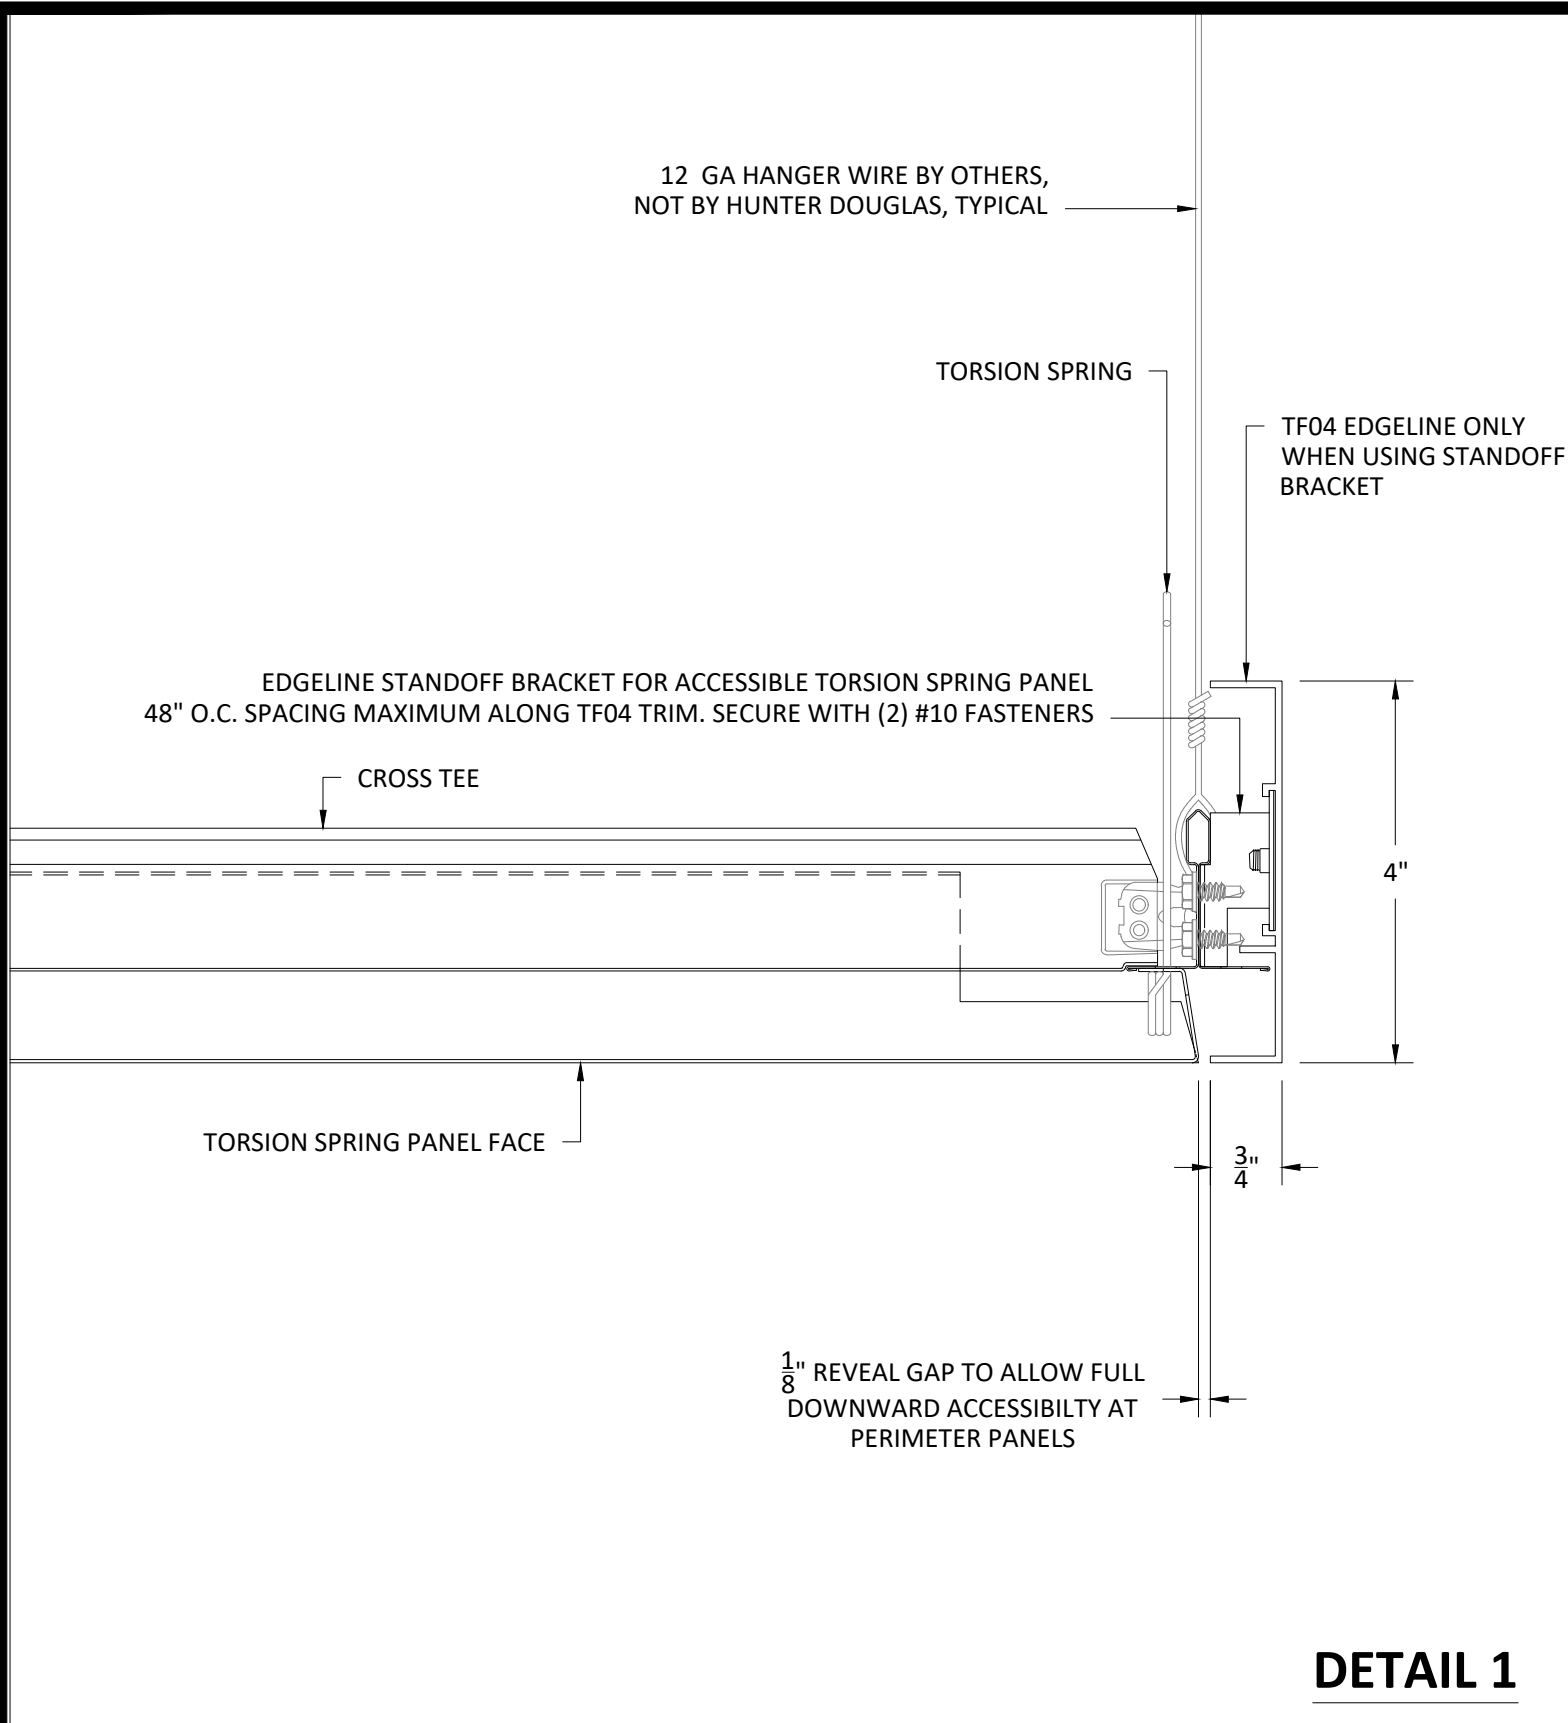 12 GA HANGER WIRE BY OTHERS,
NOT BY HUNTER DOUGLAS, TYPICAL
TORSION SPRING
TF04 EDGELINE ONLY
WHEN USING STANDOFF
BRACKET
EDGELINE STANDOFF BRACKET FOR ACCESSIBLE TORSION SPRING PANEL
48" O.C. SPACING MAXIMUM ALONG TF04 TRIM. SECURE WITH (2) #10 FASTENERS
CROSS TEE
4"
TORSION SPRING PANEL FACE
3/4"
1/8" REVEAL GAP TO ALLOW FULL
DOWNWARD ACCESSIBILTY AT
PERIMETER PANELS
DETAIL 1